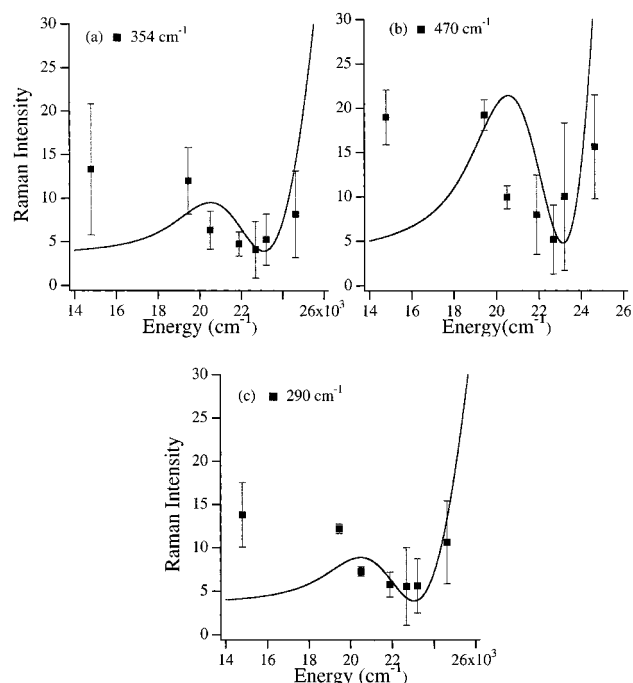 (a) ■ 354 cm⁻¹
Raman Intensity
30
25
20
15
10
5
0
14 16 18 20 22 24 26x10³
Energy (cm⁻¹)
(b) ■ 470 cm⁻¹
30
25
20
15
10
5
0
14 16 18 20 22 24 26
Energy(cm⁻¹)
(c) ■ 290 cm⁻¹
Raman Intensity
30
25
20
15
10
5
0
14 16 18 20 22 24 26x10³
Energy (cm⁻¹)